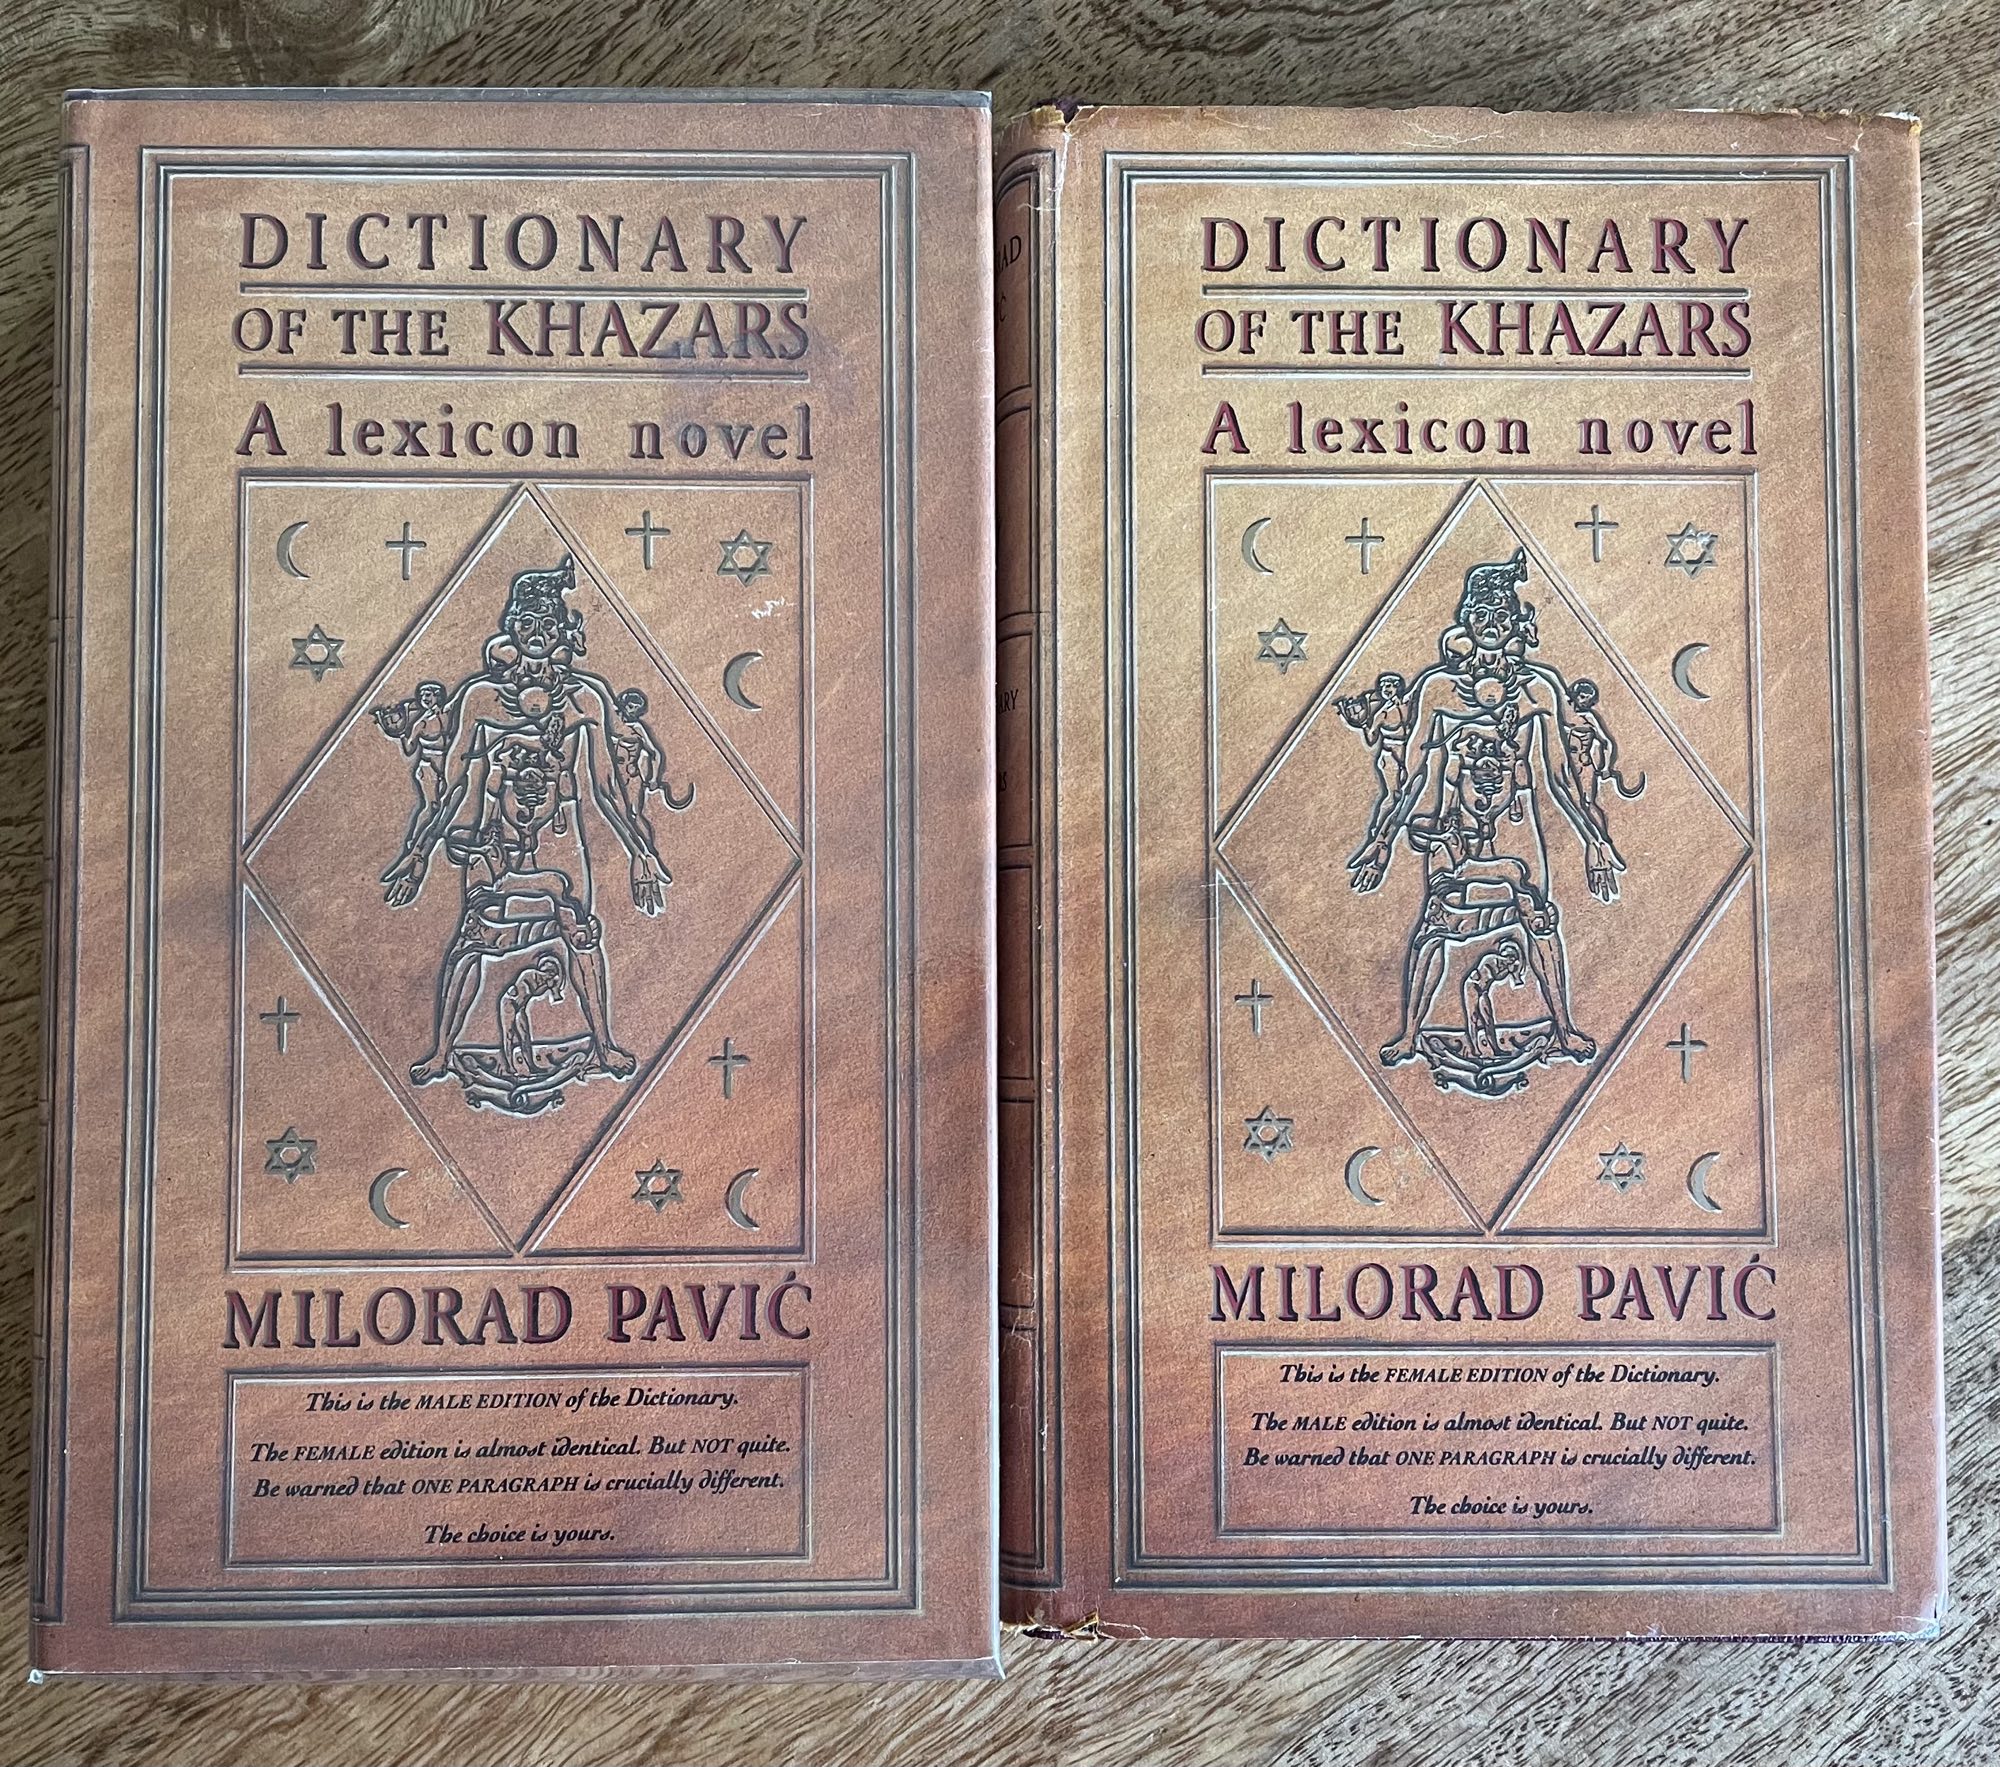 DICTIONARY
OF THE KHAZARS
A lexicon novel
MILORAD PAVIĆ
This is the MALE EDITION of the Dictionary.
The FEMALE edition is almost identical. But NOT quite.
Be warned that ONE PARAGRAPH is crucially different.
The choice is yours.
DICTIONARY
OF THE KHAZARS
A lexicon novel
MILORAD PAVIĆ
This is the FEMALE EDITION of the Dictionary.
The MALE edition is almost identical. But NOT quite.
Be warned that ONE PARAGRAPH is crucially different.
The choice is yours.